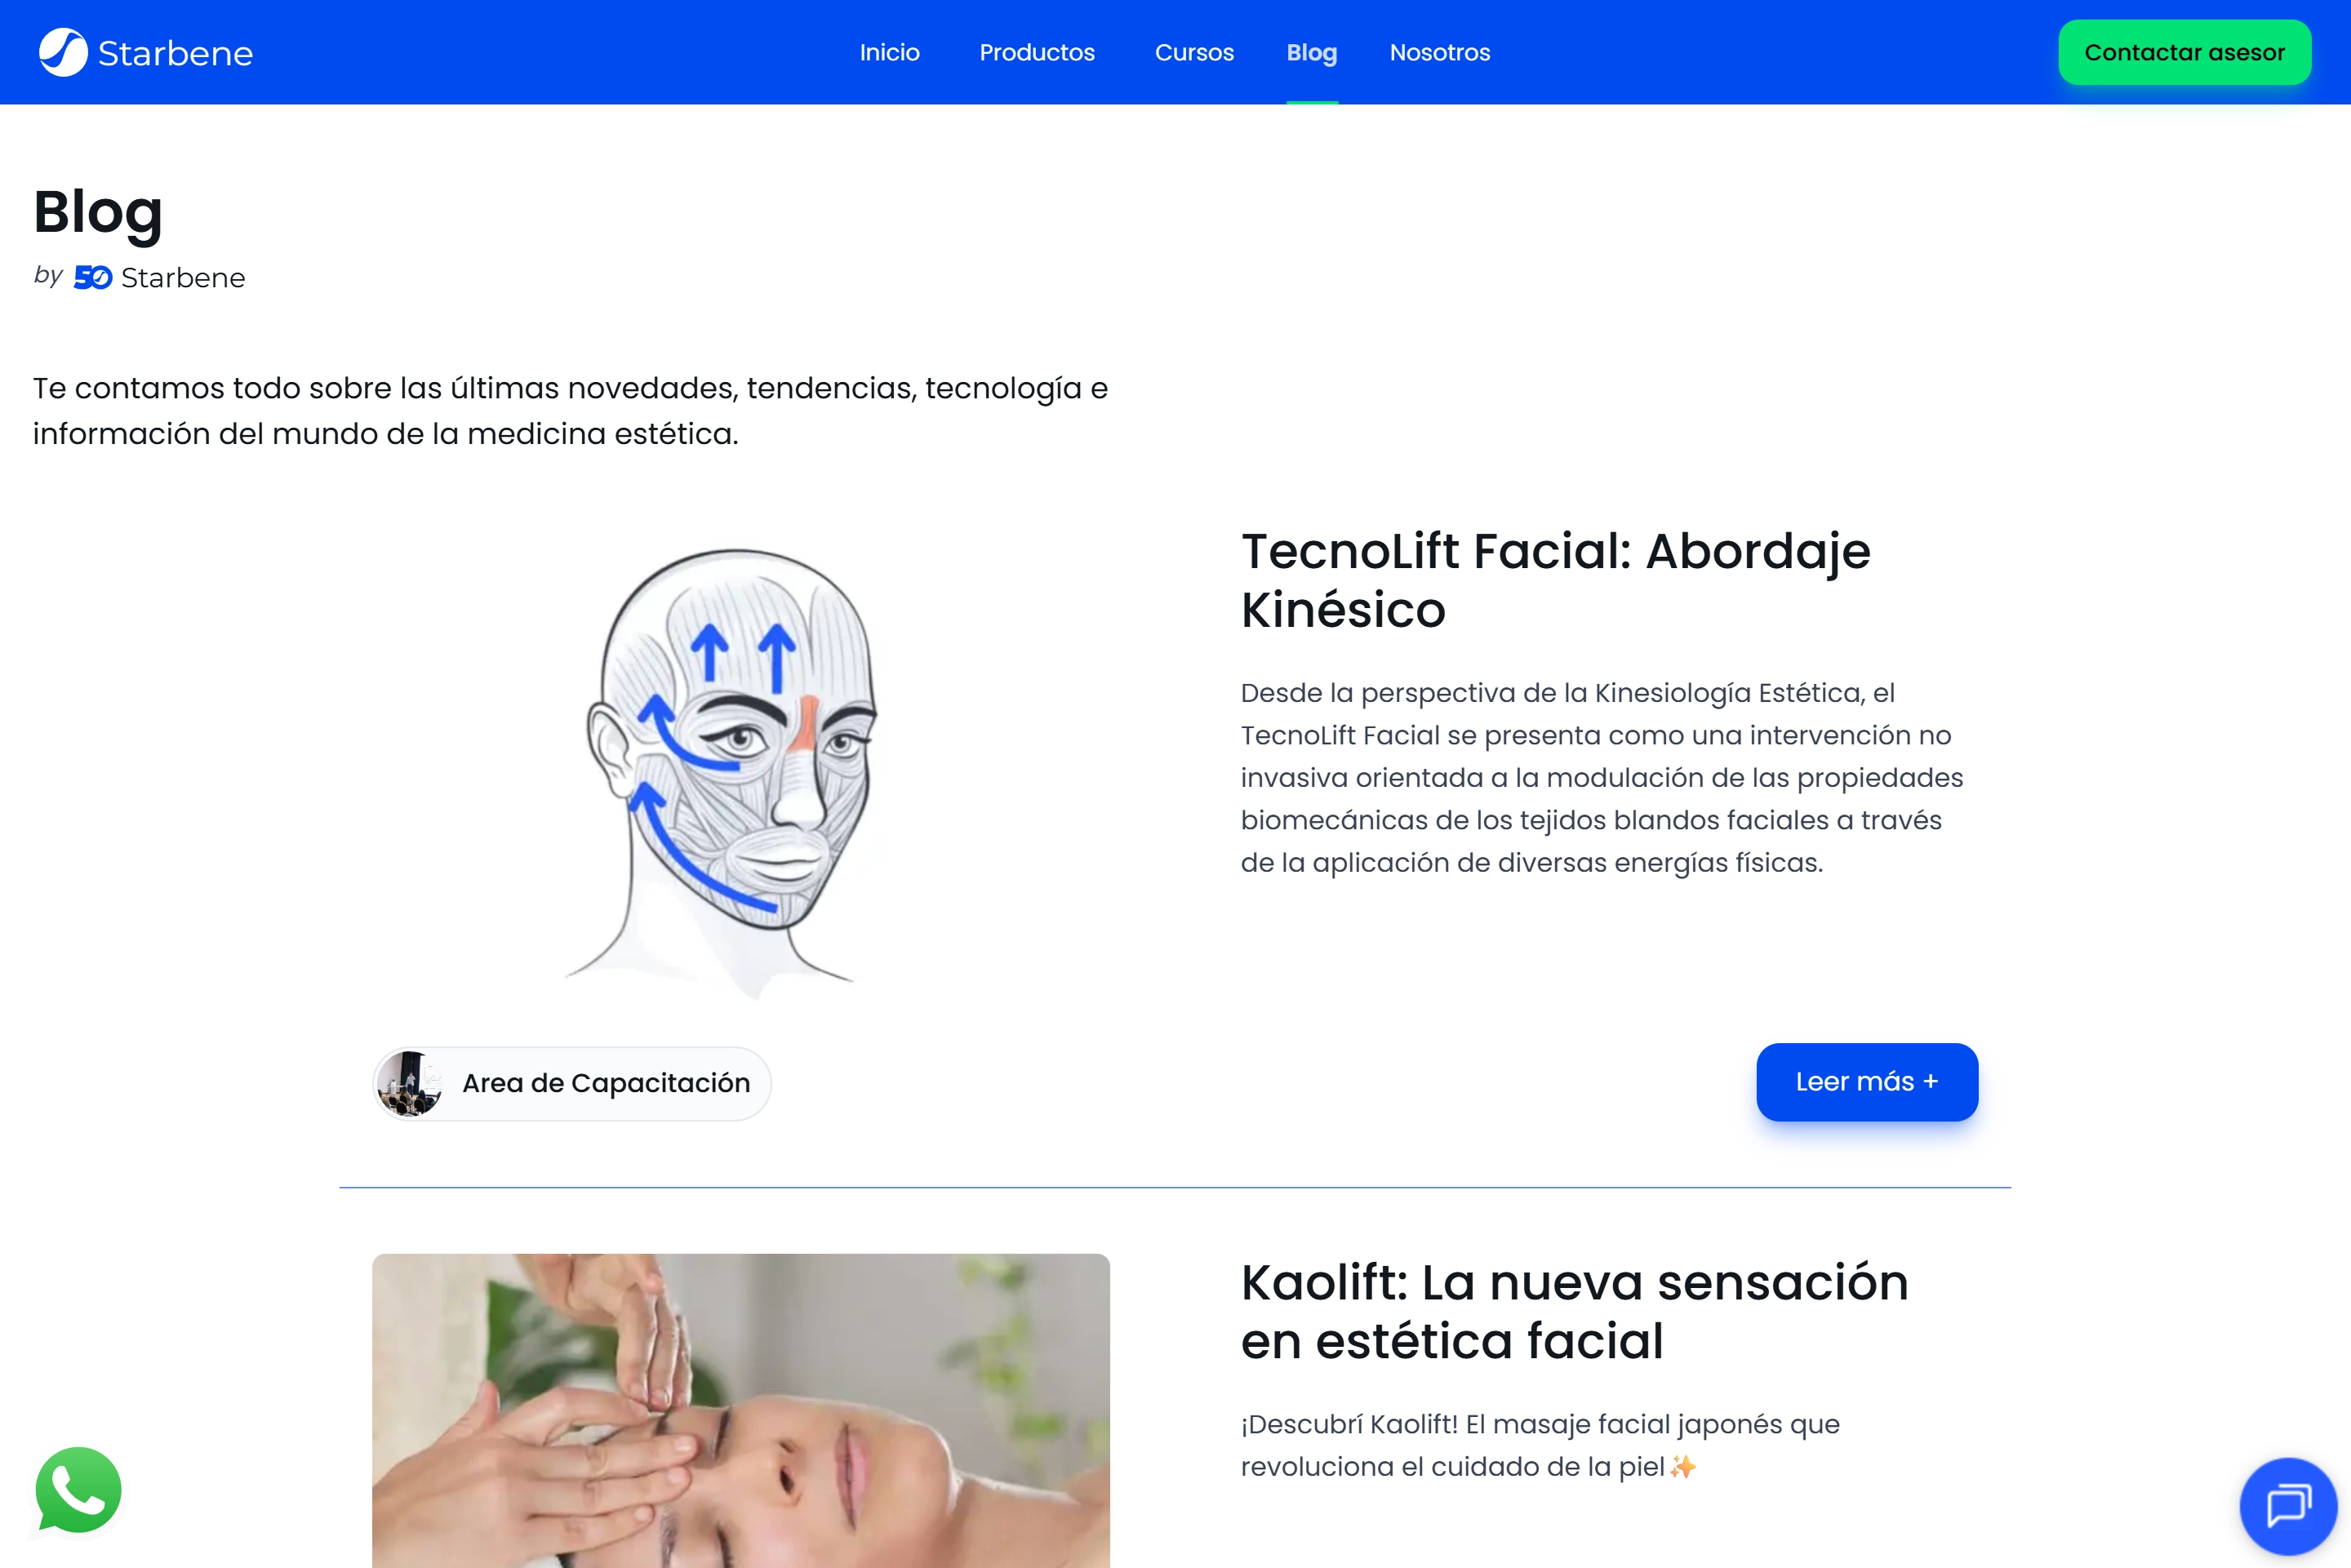 Starbene
Inicio
Productos
Cursos
Blog
Nosotros
Contactar asesor
Blog
by 50 Starbene
Te contamos todo sobre las últimas novedades, tendencias, tecnología e
información del mundo de la medicina estética.
TecnoLift Facial: Abordaje
Kinésico
Desde la perspectiva de la Kinesiología Estética, el
TecnoLift Facial se presenta como una intervención no
invasiva orientada a la modulación de las propiedades
biomecánicas de los tejidos blandos faciales a través
de la aplicación de diversas energías físicas.
Area de Capacitación
Leer más +
Kaolift: La nueva sensación
en estética facial
¡Descubrí Kaolift! El masaje facial japonés que
revoluciona el cuidado de la piel✨